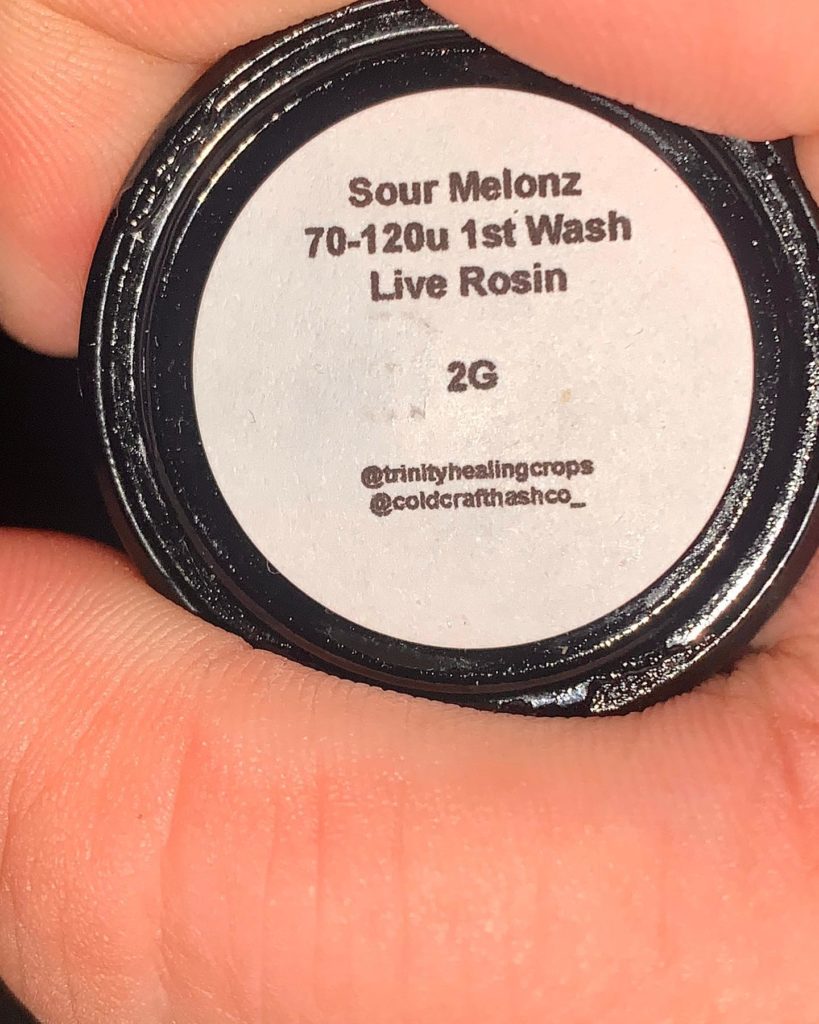 Sour Melonz
70-120u 1st Wash
Live Rosin
2G
@trinityhealingcrops
@coldcrafthashco_